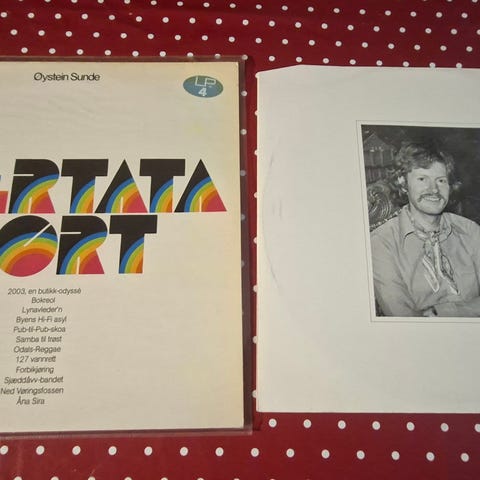 Øystein Sunde
LP 4
RTATA
ØRT
2003, en butikk-odyssè
Bokreol
Lynavleder'n
Byens Hi-Fi asyl
Pub-til-Pub-skoa
Samba til trøst
Odals-Reggae
127 vannrett
Forbikjøring
Sjæddåvv-bandet
Ned Vøringsfossen
Åna Sira